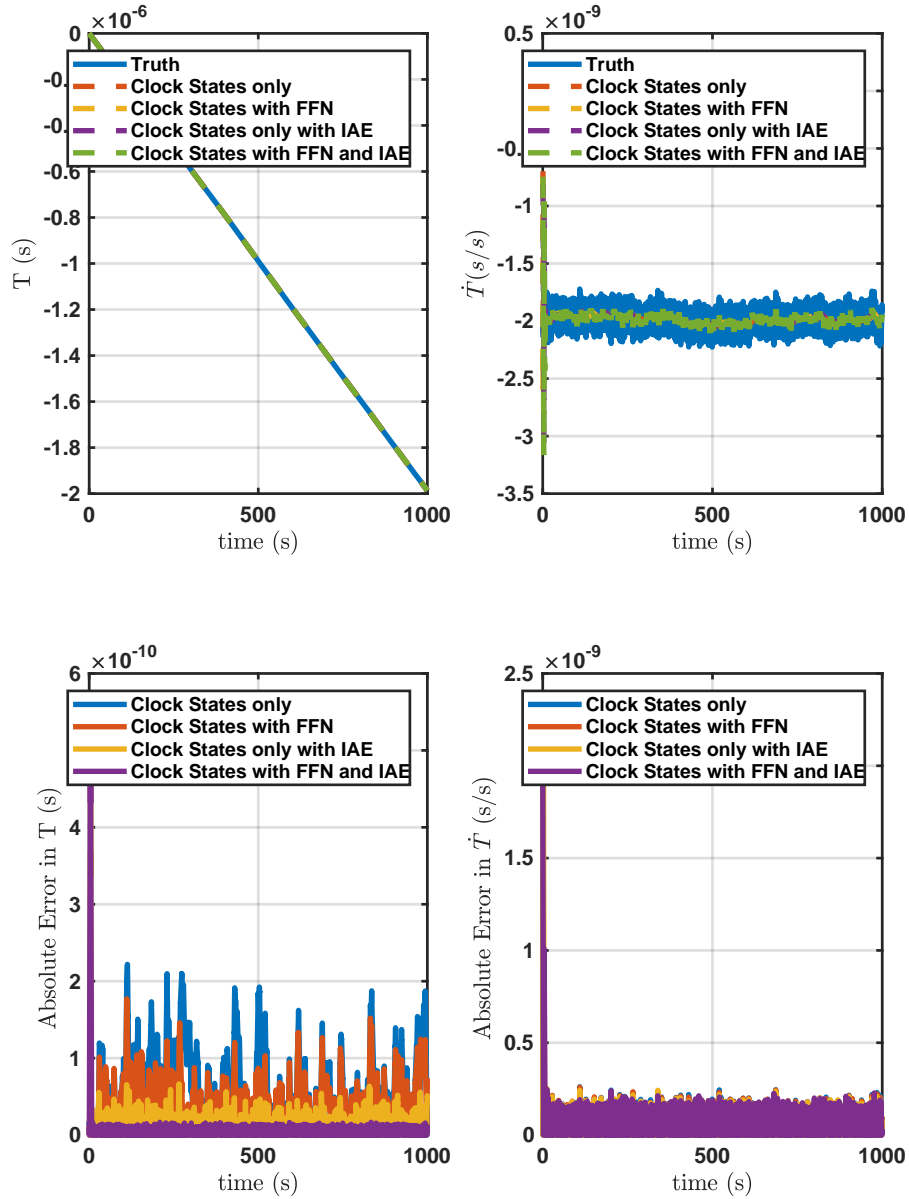 ×10^-6
0
-0.
-0.
-0.6
-0.8
-1
-1.2
-1.4
-1.6
-1.8
-2
T (s)
Truth
Clock States only
Clock States with FFN
Clock States only with IAE
Clock States with FFN and IAE
0 500 1000
time (s)
×10^-9
0.5
-0.
-1
-1.5
-2
-2.5
-3
-3.5
Ṫ(s/s)
Truth
Clock States only
Clock States with FFN
Clock States only with IAE
Clock States with FFN and IAE
0 500 1000
time (s)
×10^-10
6
4
3
2
1
0
Absolute Error in T (s)
Clock States only
Clock States with FFN
Clock States only with IAE
Clock States with FFN and IAE
0 500 1000
time (s)
×10^-9
2.5
1.5
1
0.5
0
Absolute Error in Ṫ (s/s)
Clock States only
Clock States with FFN
Clock States only with IAE
Clock States with FFN and IAE
0 500 1000
time (s)